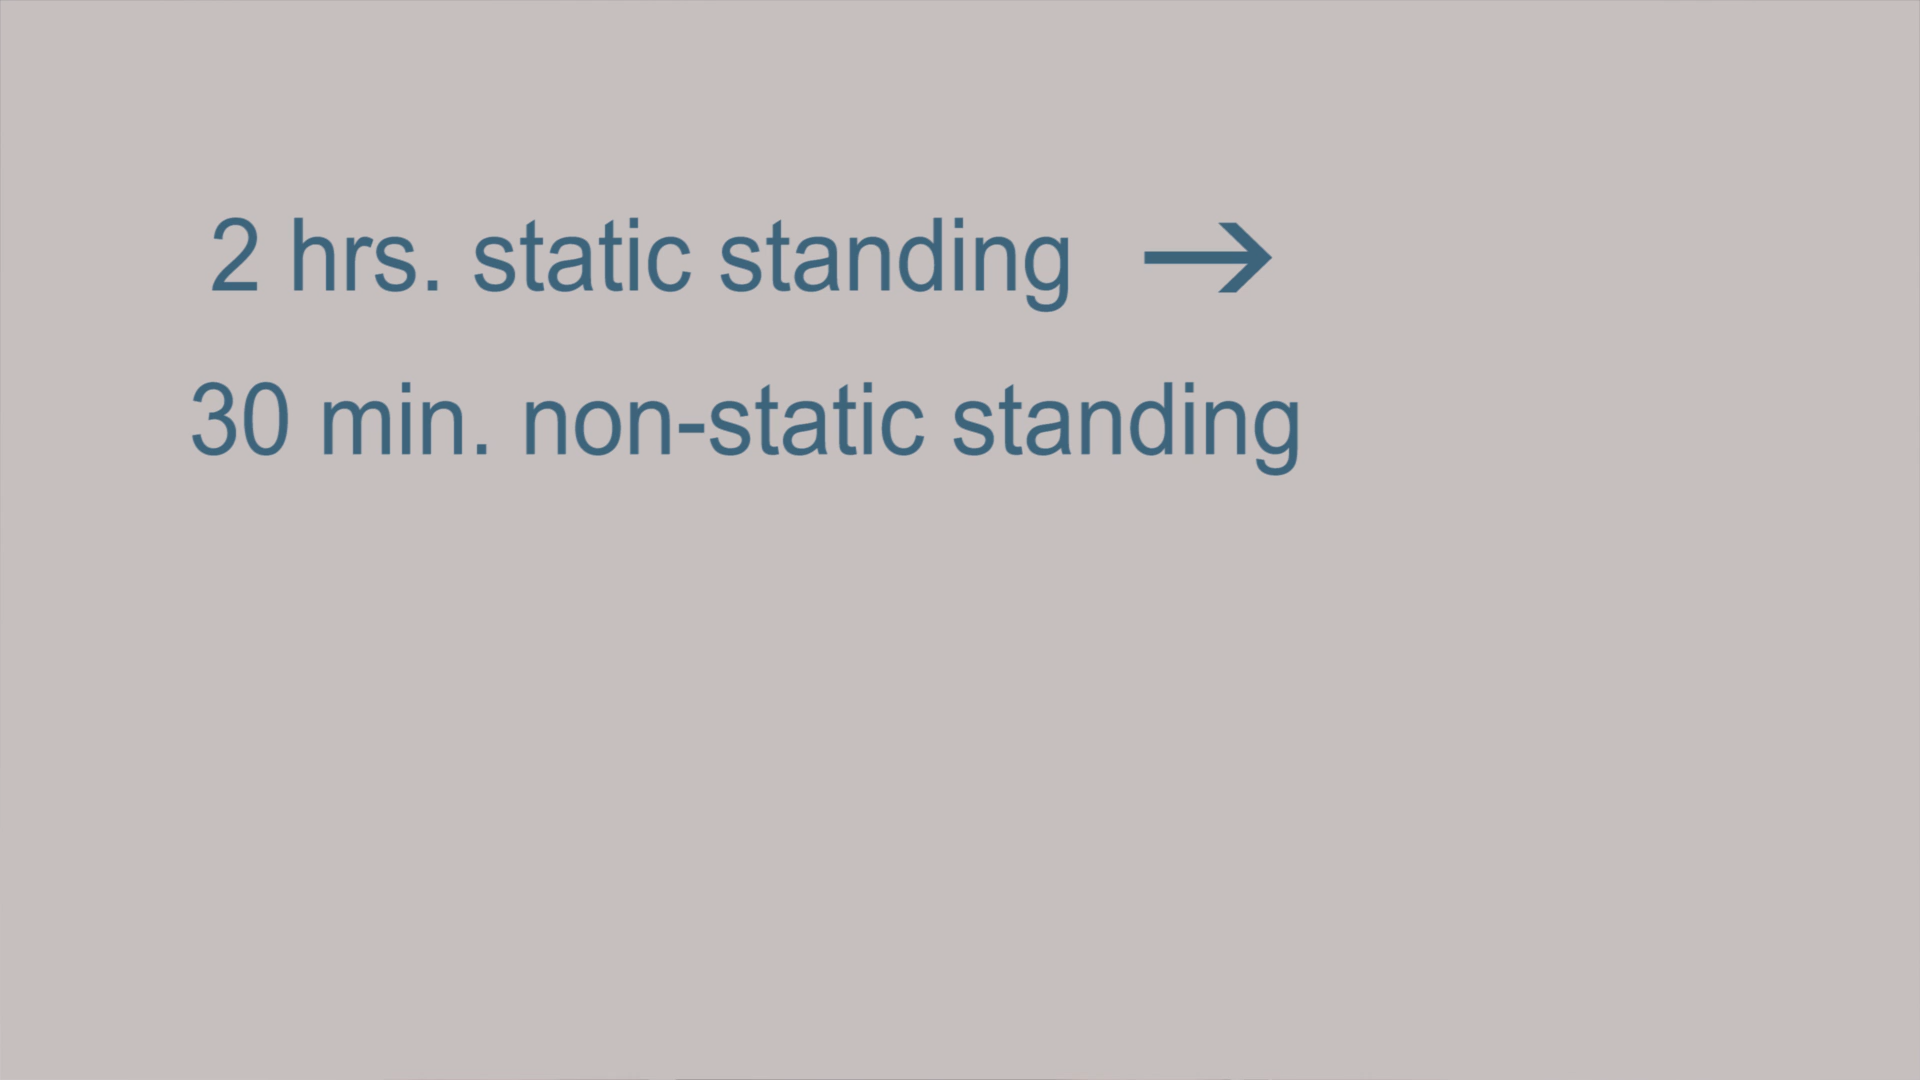 2 hrs. static standing →
30 min. non-static standing